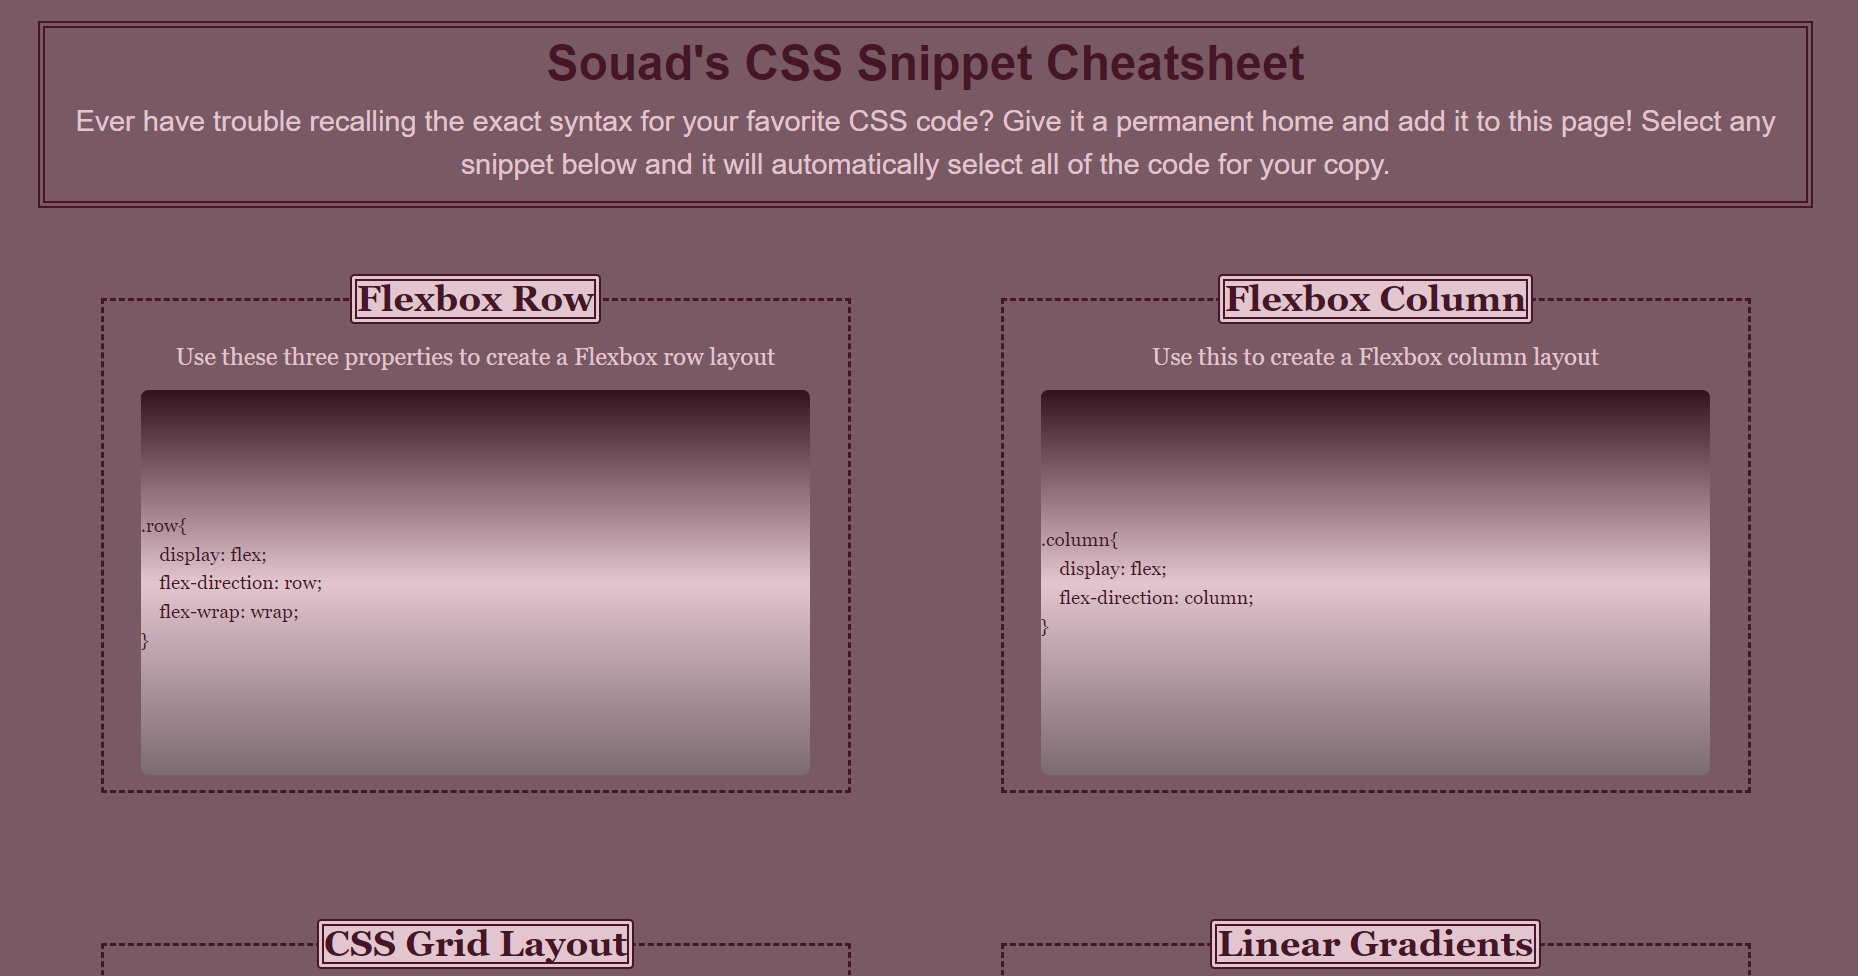 Souad's CSS Snippet Cheatsheet
Ever have trouble recalling the exact syntax for your favorite CSS code? Give it a permanent home and add it to this page! Select any
snippet below and it will automatically select all of the code for your copy.
Flexbox Row
Use these three properties to create a Flexbox row layout
.row{
    display: flex;
    flex-direction: row;
    flex-wrap: wrap;
}
Flexbox Column
Use this to create a Flexbox column layout
.column{
    display: flex;
    flex-direction: column;
}
CSS Grid Layout
Linear Gradients